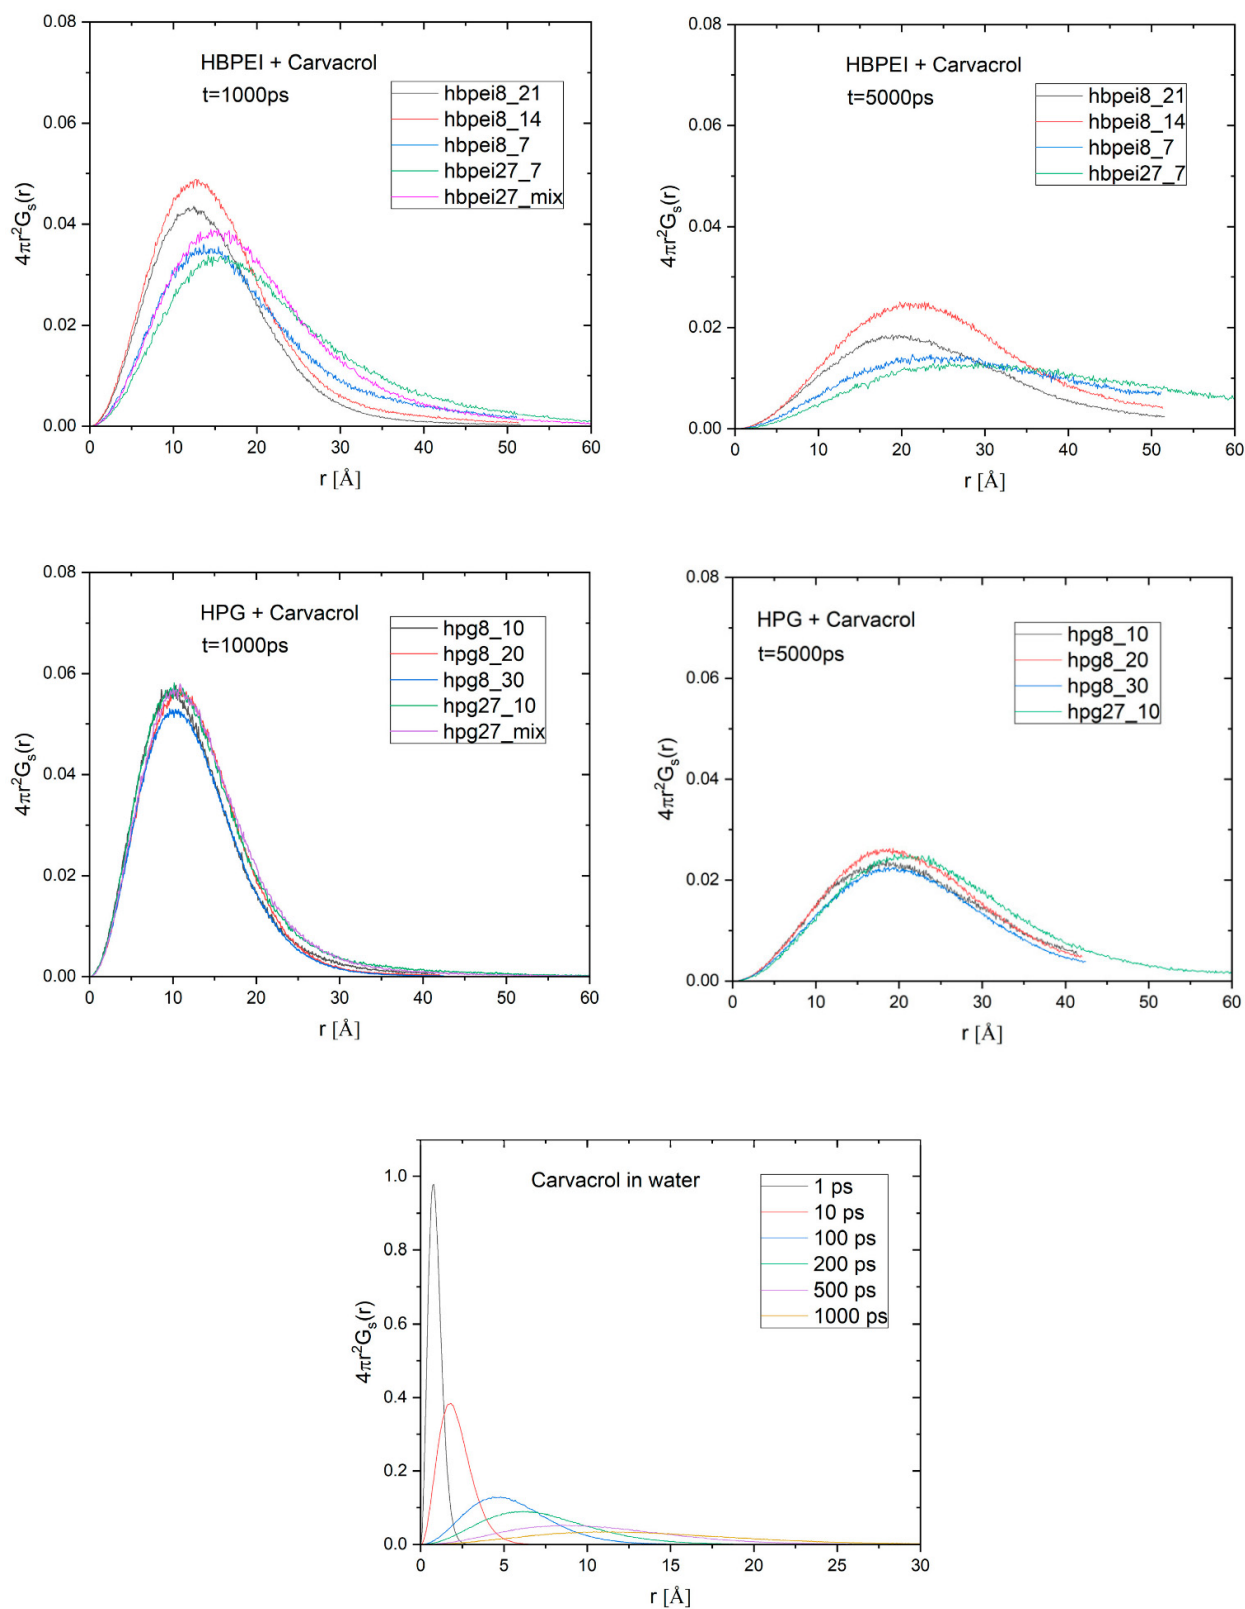 HBPEI + Carvacrol
t=1000ps
hbpei8_21
hbpei8_14
hbpei8_7
hbpei27_7
hbpei27_mix
0.08
0.06
0.04
0.02
0.00
4πr²Gₛ(r)
0 10 20 30 40 50 60
r [Å]
HBPEI + Carvacrol
t=5000ps
hbpei8_21
hbpei8_14
hbpei8_7
hbpei27_7
0.08
0.06
0.04
0.02
0.00
4πr²Gₛ(r)
0 10 20 30 40 50 60
r [Å]
HPG + Carvacrol
t=1000ps
hpg8_10
hpg8_20
hpg8_30
hpg27_10
hpg27_mix
0.08
0.06
0.04
0.02
0.00
4πr²Gₛ(r)
0 10 20 30 40 50 60
r [Å]
HPG + Carvacrol
t=5000ps
hpg8_10
hpg8_20
hpg8_30
hpg27_10
0.08
0.06
0.04
0.02
0.00
4πr²Gₛ(r)
0 10 20 30 40 50 60
r [Å]
Carvacrol in water
1 ps
10 ps
100 ps
200 ps
500 ps
1000 ps
1.0
0.8
0.6
0.4
0.2
0.0
4πr²Gₛ(r)
0 5 10 15 20 25 30
r [Å]